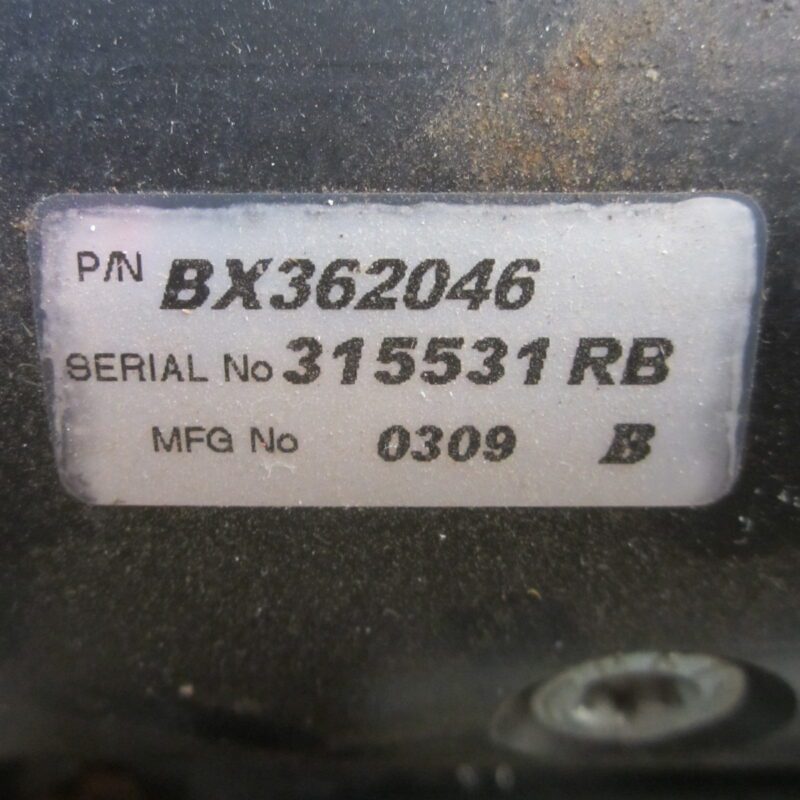 P/N BX362046
SERIAL No 315531 RB
MFG No 0309 B